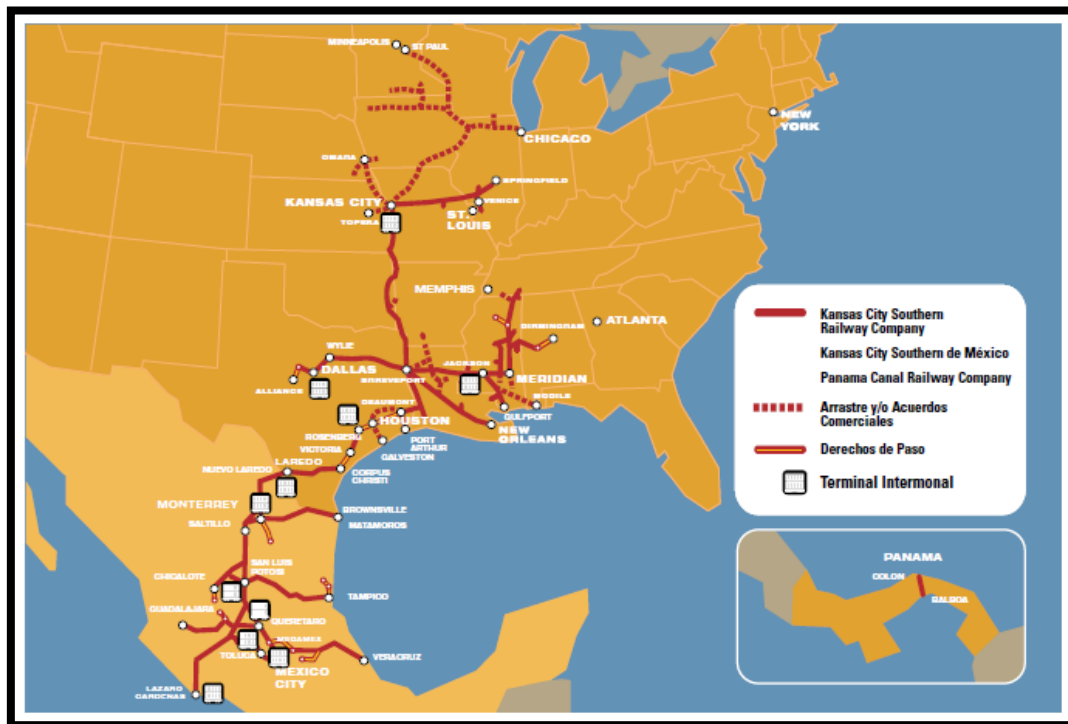 MINNEAPOLIS
ST PAUL
NEW
YORK
CHICAGO
OMAHA
SPRINGFIELD
KANSAS CITY
VENICE
TOPEKA
ST.
LOUIS
MEMPHIS
ATLANTA
BIRMINGHAM
WYLIE
DALLAS
JACKSON
MERIDIAN
SHREVEPORT
ALLIANCE
MOBILE
BEAUMONT
GULFPORT
HOUSTON
NEW
ORLEANS
ROSENBERG
PORT
ARTHUR
VICTORIA
GALVESTON
LAREDO
NUEVO LAREDO
CORPUS
CHRISTI
MONTERREY
BROWNSVILLE
SALTILLO
MATAMOROS
SAN LUIS
POTOSI
CHICALOTE
TAMPICO
GUADALAJARA
QUERETARO
TOLUCA
VERACRUZ
MEXICO
CITY
LAZARO
CARDENAS
Kansas City Southern
Railway Company
Kansas City Southern de México
Panama Canal Railway Company
Arrastre y/o Acuerdos
Comerciales
Derechos de Paso
Terminal Intermonal
PANAMA
COLON
BALBOA